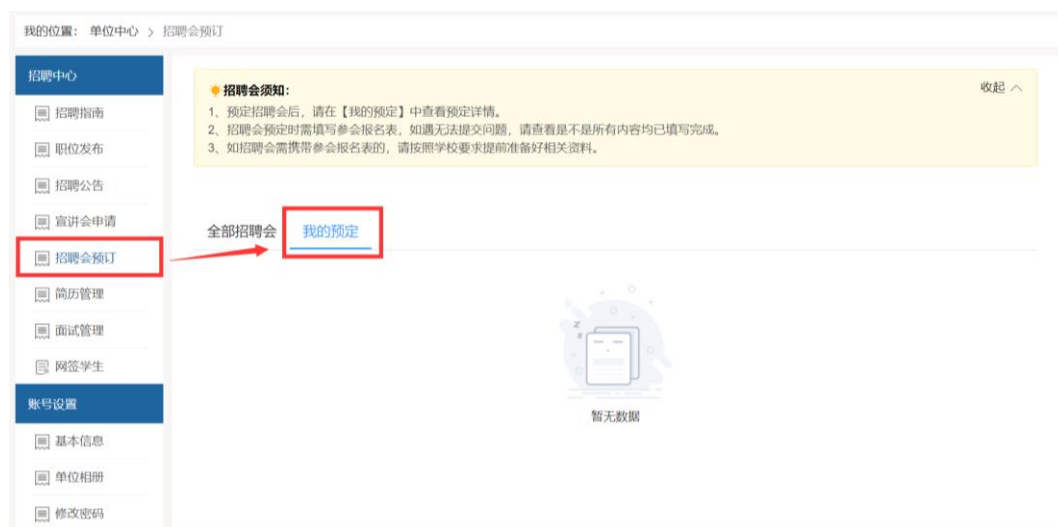 我的位置： 单位中心 > 招聘会预订
招聘中心
招聘指南
职位发布
招聘公告
宣讲会申请
招聘会预订
简历管理
面试管理
网签学生
账号设置
基本信息
单位相册
修改密码
招聘会须知：
收起
1、预定招聘会后，请在【我的预定】中查看预定详情。
2、招聘会预定时需填写参会报名表，如遇无法提交问题，请查看是不是所有内容均已填写完成。
3、如招聘会需携带参会报名表的，请按照学校要求提前准备好相关资料。
全部招聘会 我的预定
暂无数据